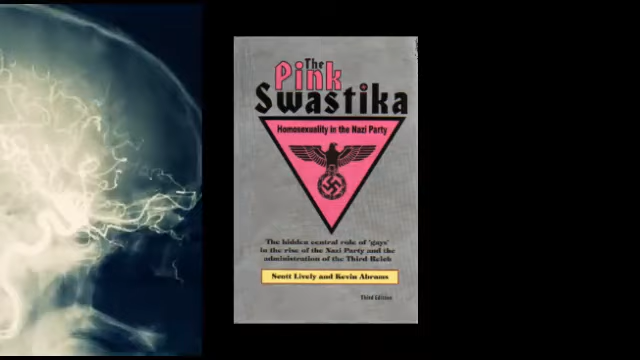 The
Pink
Swastika
Homosexuality in the Nazi Party
The hidden central role of 'gays'
in the rise of the Nazi Party and the
administration of the Third Reich
Scott Lively and Kevin Abrams
Third Edition